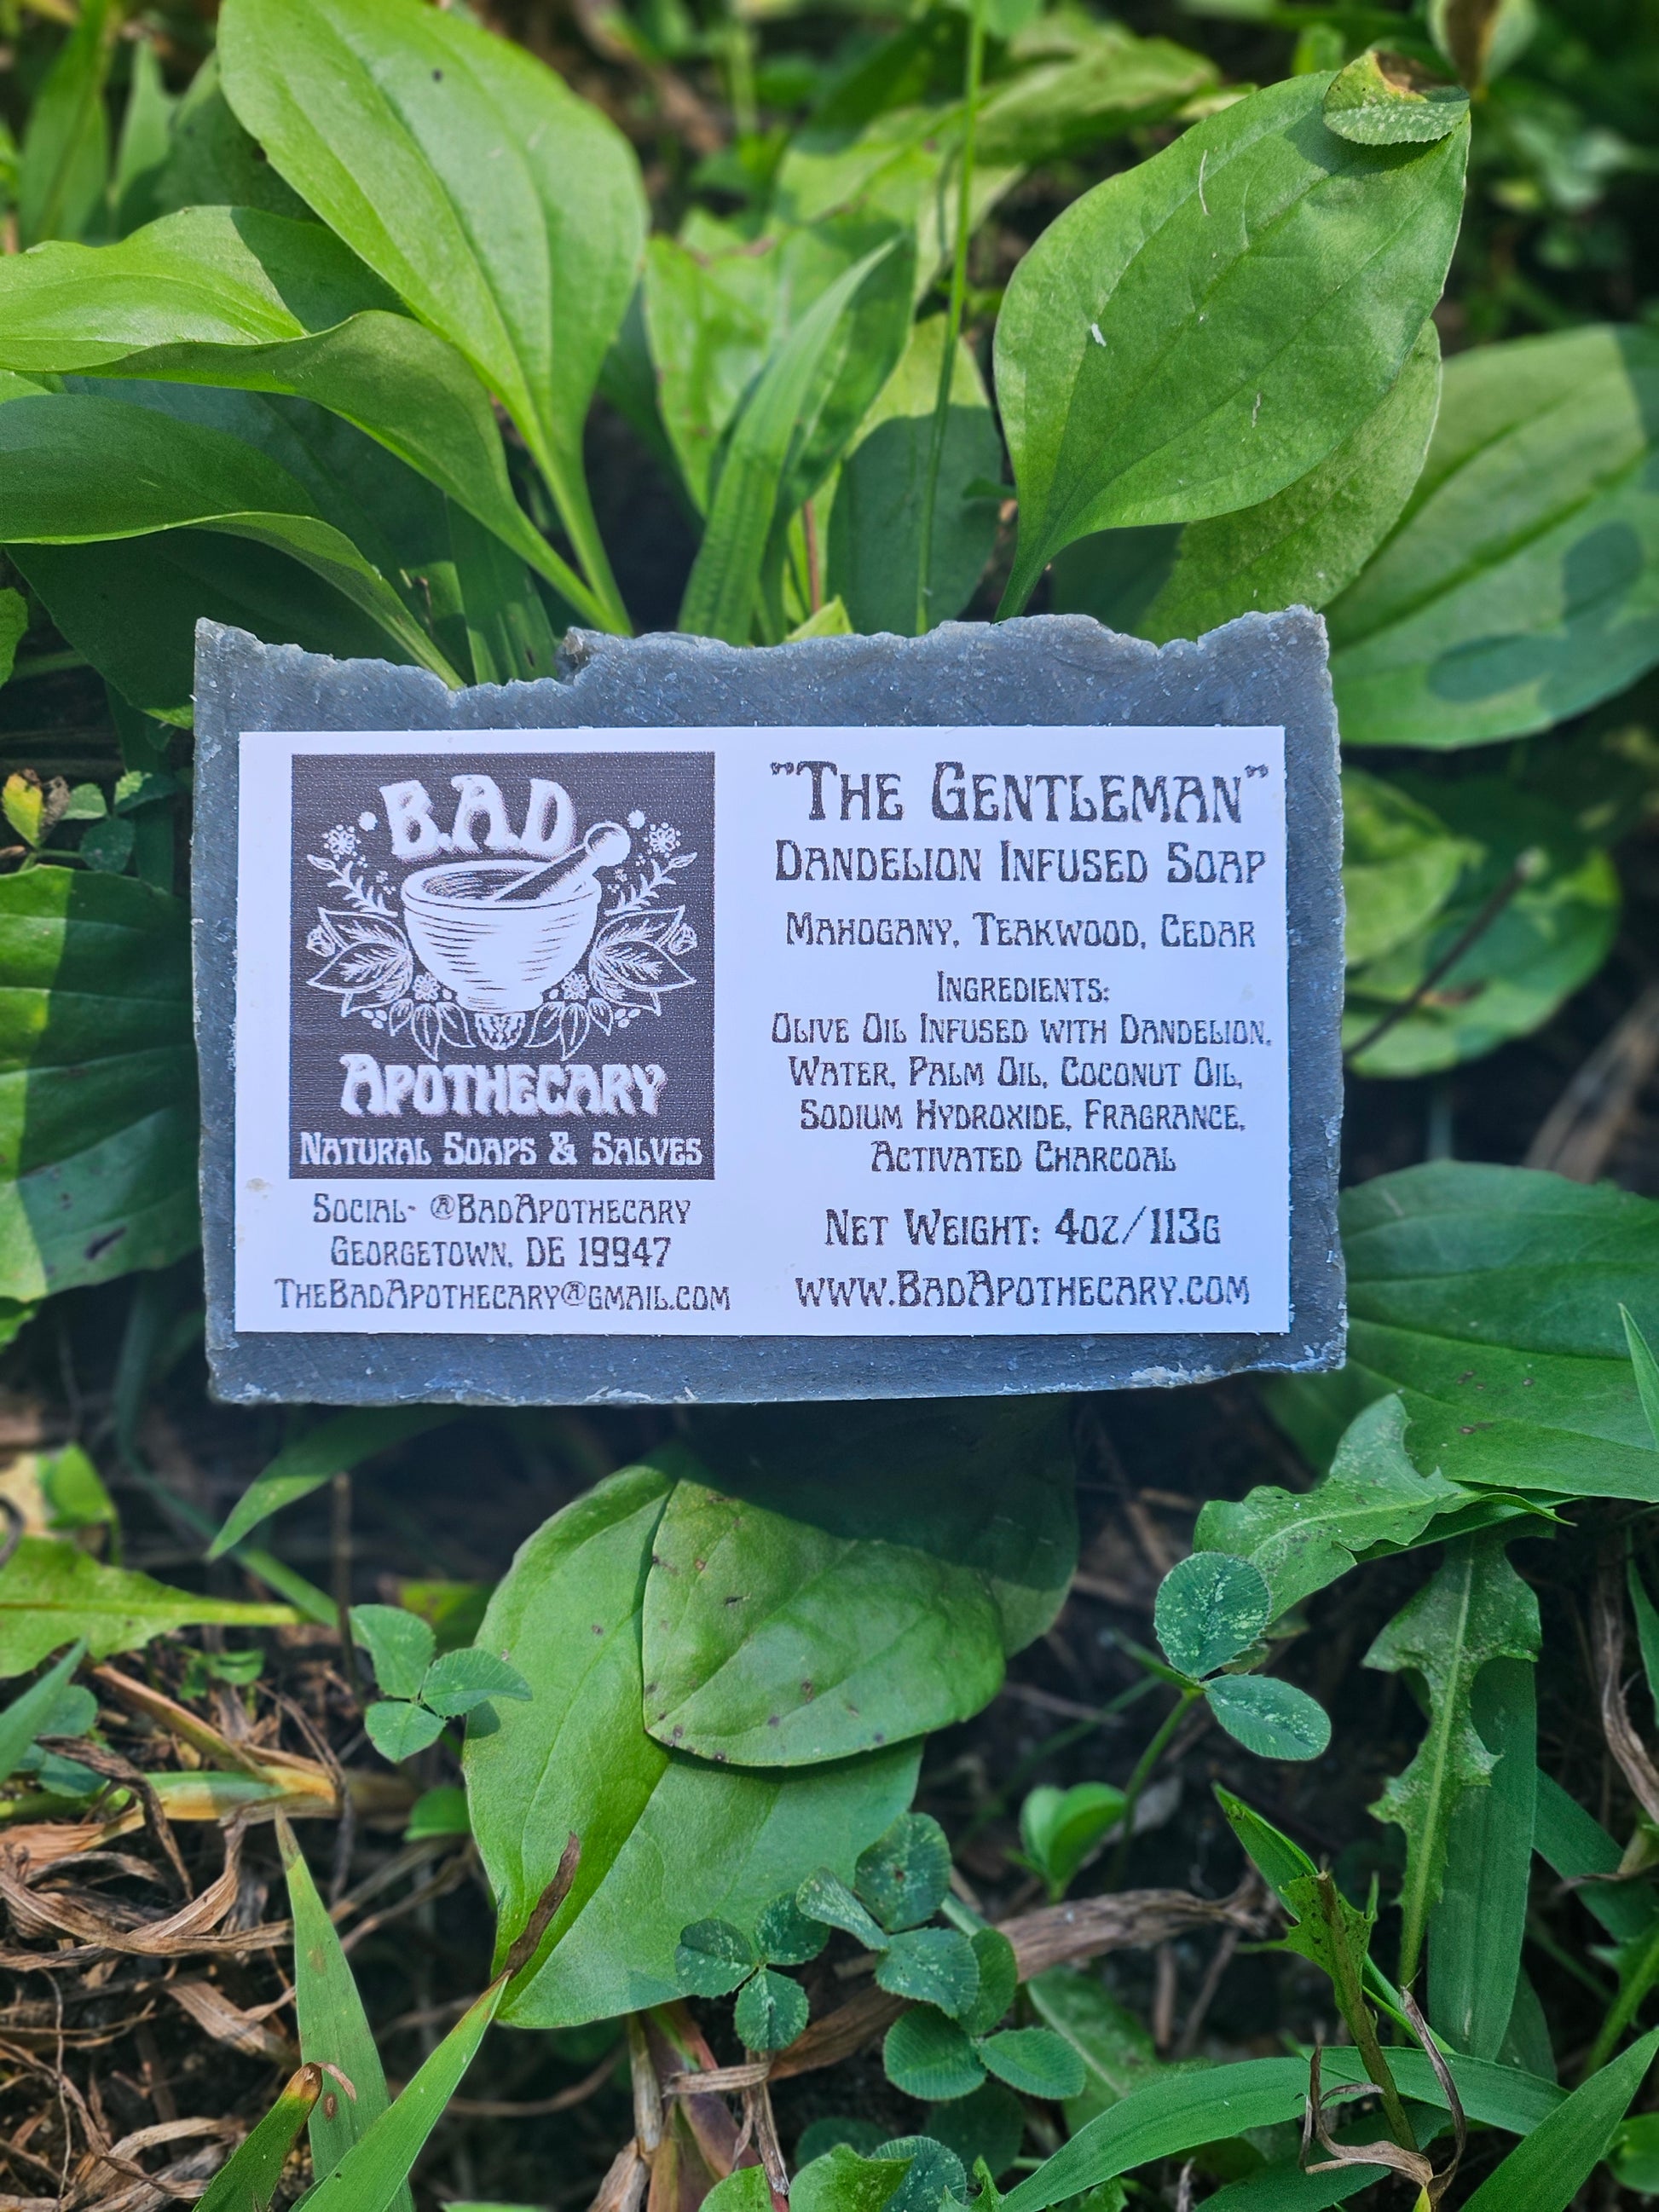 B.A.D
Apothecary
Natural Soaps & Salves
Social- @BadApothecary
Georgetown, DE 19947
TheBadApothecary@gmail.com
"The Gentleman"
Dandelion Infused Soap
Mahogany, Teakwood, Cedar
Ingredients:
Olive Oil Infused with Dandelion,
Water, Palm Oil, Coconut Oil,
Sodium Hydroxide, Fragrance,
Activated Charcoal
Net Weight: 4oz/113g
www.BadApothecary.com